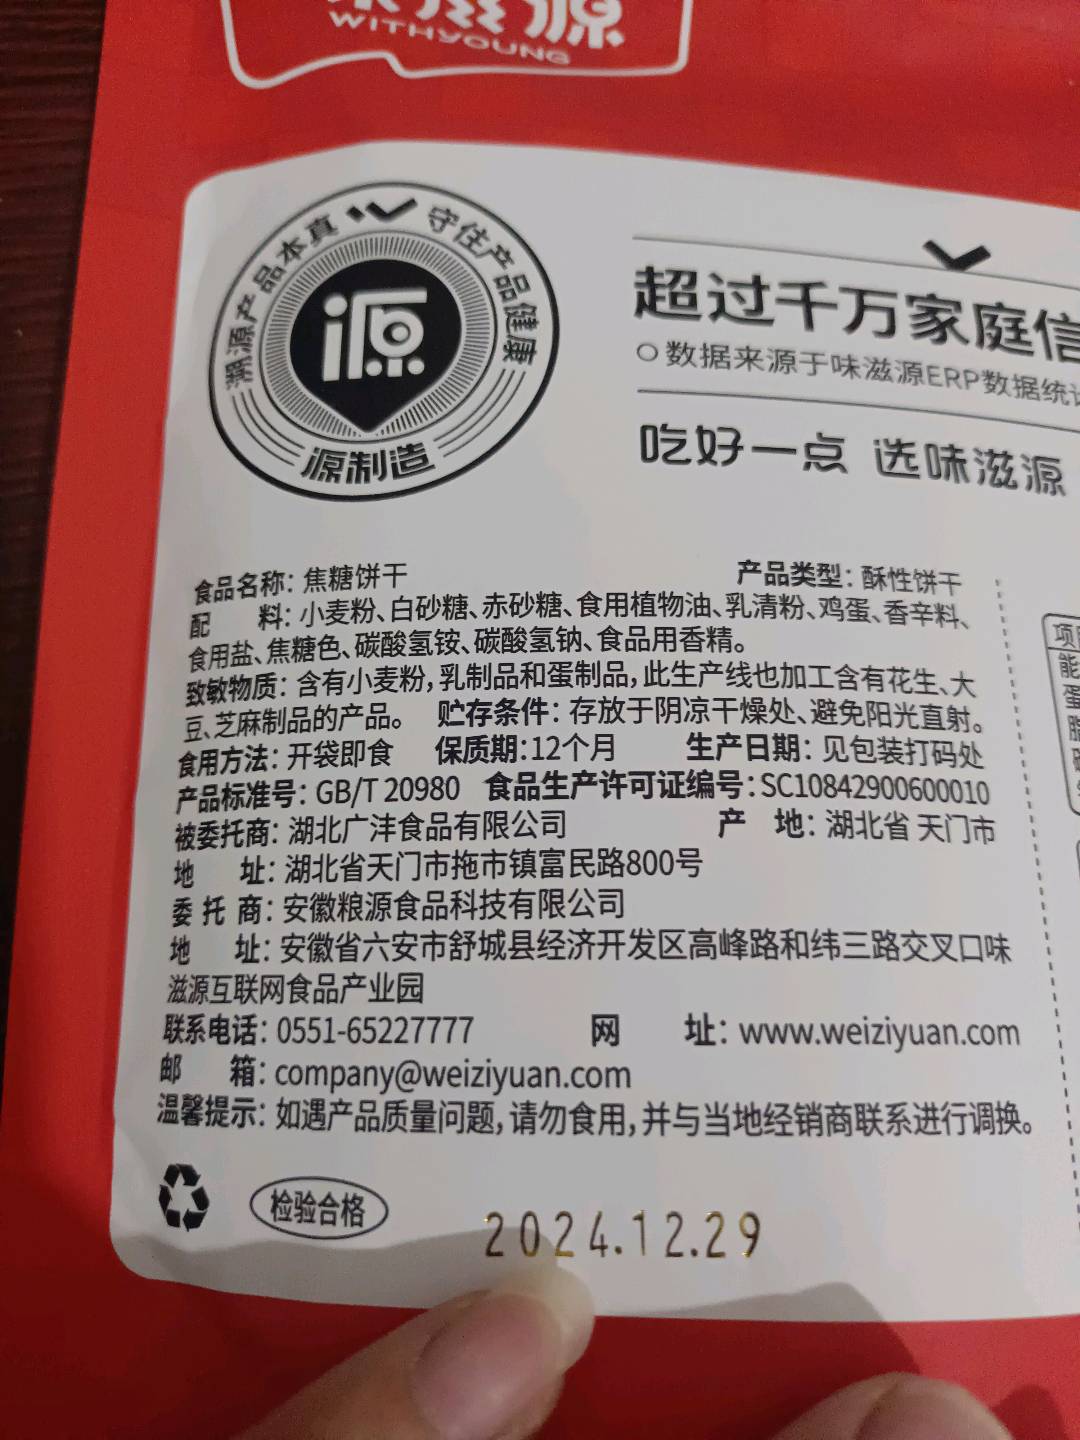 味滋源
WITHYOUNG
溯源产品本真 守住产品健康
源
源制造
超过千万家庭信
数据来源于味滋源ERP数据统计
吃好一点 选味滋源
食品名称：焦糖饼干 产品类型：酥性饼干
配 料：小麦粉、白砂糖、赤砂糖、食用植物油、乳清粉、鸡蛋、香辛料、
食用盐、焦糖色、碳酸氢铵、碳酸氢钠、食品用香精。
致敏物质：含有小麦粉，乳制品和蛋制品，此生产线也加工含有花生、大
豆、芝麻制品的产品。 贮存条件：存放于阴凉干燥处、避免阳光直射。
食用方法：开袋即食 保质期：12个月 生产日期：见包装打码处
产品标准号：GB/T 20980 食品生产许可证编号：SC10842900600010
被委托商：湖北广沣食品有限公司 产 地：湖北省 天门市
地 址：湖北省天门市拖市镇富民路800号
委 托 商：安徽粮源食品科技有限公司
地 址：安徽省六安市舒城县经济开发区高峰路和纬三路交叉口味
滋源互联网食品产业园
联系电话：0551-65227777 网 址：www.weiziyuan.com
邮 箱：company@weiziyuan.com
温馨提示：如遇产品质量问题，请勿食用，并与当地经销商联系进行调换。
检验合格
2024.12.29
项
能
蛋